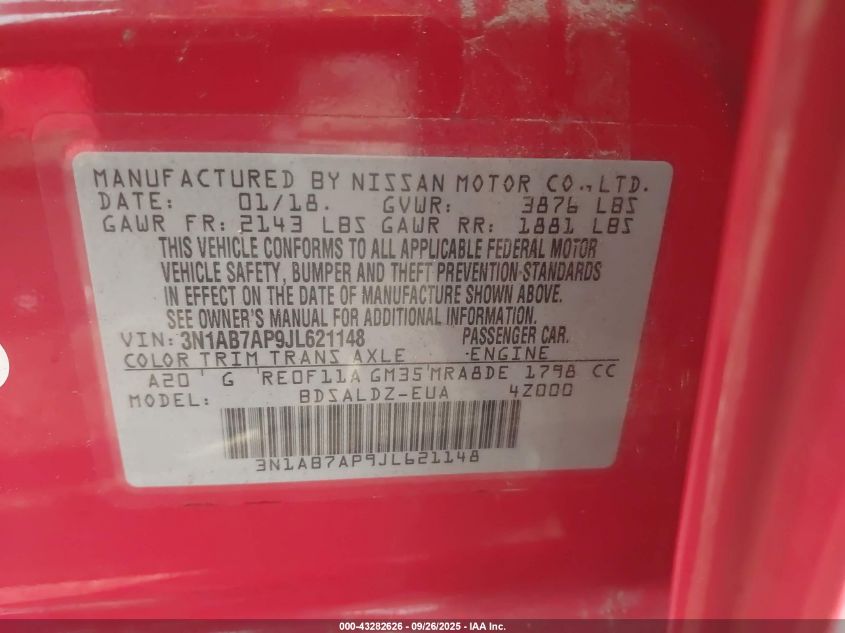 MANUFACTURED BY NISSAN MOTOR CO., LTD.
DATE: 01/18. GVWR: 3876 LBS
GAWR FR: 2143 LBS GAWR RR: 1881 LBS
THIS VEHICLE CONFORMS TO ALL APPLICABLE FEDERAL MOTOR
VEHICLE SAFETY, BUMPER AND THEFT PREVENTION STANDARDS
IN EFFECT ON THE DATE OF MANUFACTURE SHOWN ABOVE.
SEE OWNER'S MANUAL FOR ADDITIONAL INFORMATION.
VIN: 3N1AB7AP9JL621148 PASSENGER CAR.
COLOR TRIM TRANS AXLE ENGINE
A20 G RE0F11A GM35 MRA8DE 1798 CC
MODEL: BDSALDZ-EUA 4Z000
3N1AB7AP9JL621148
000-43282626 - 09/26/2025 - IAA Inc.